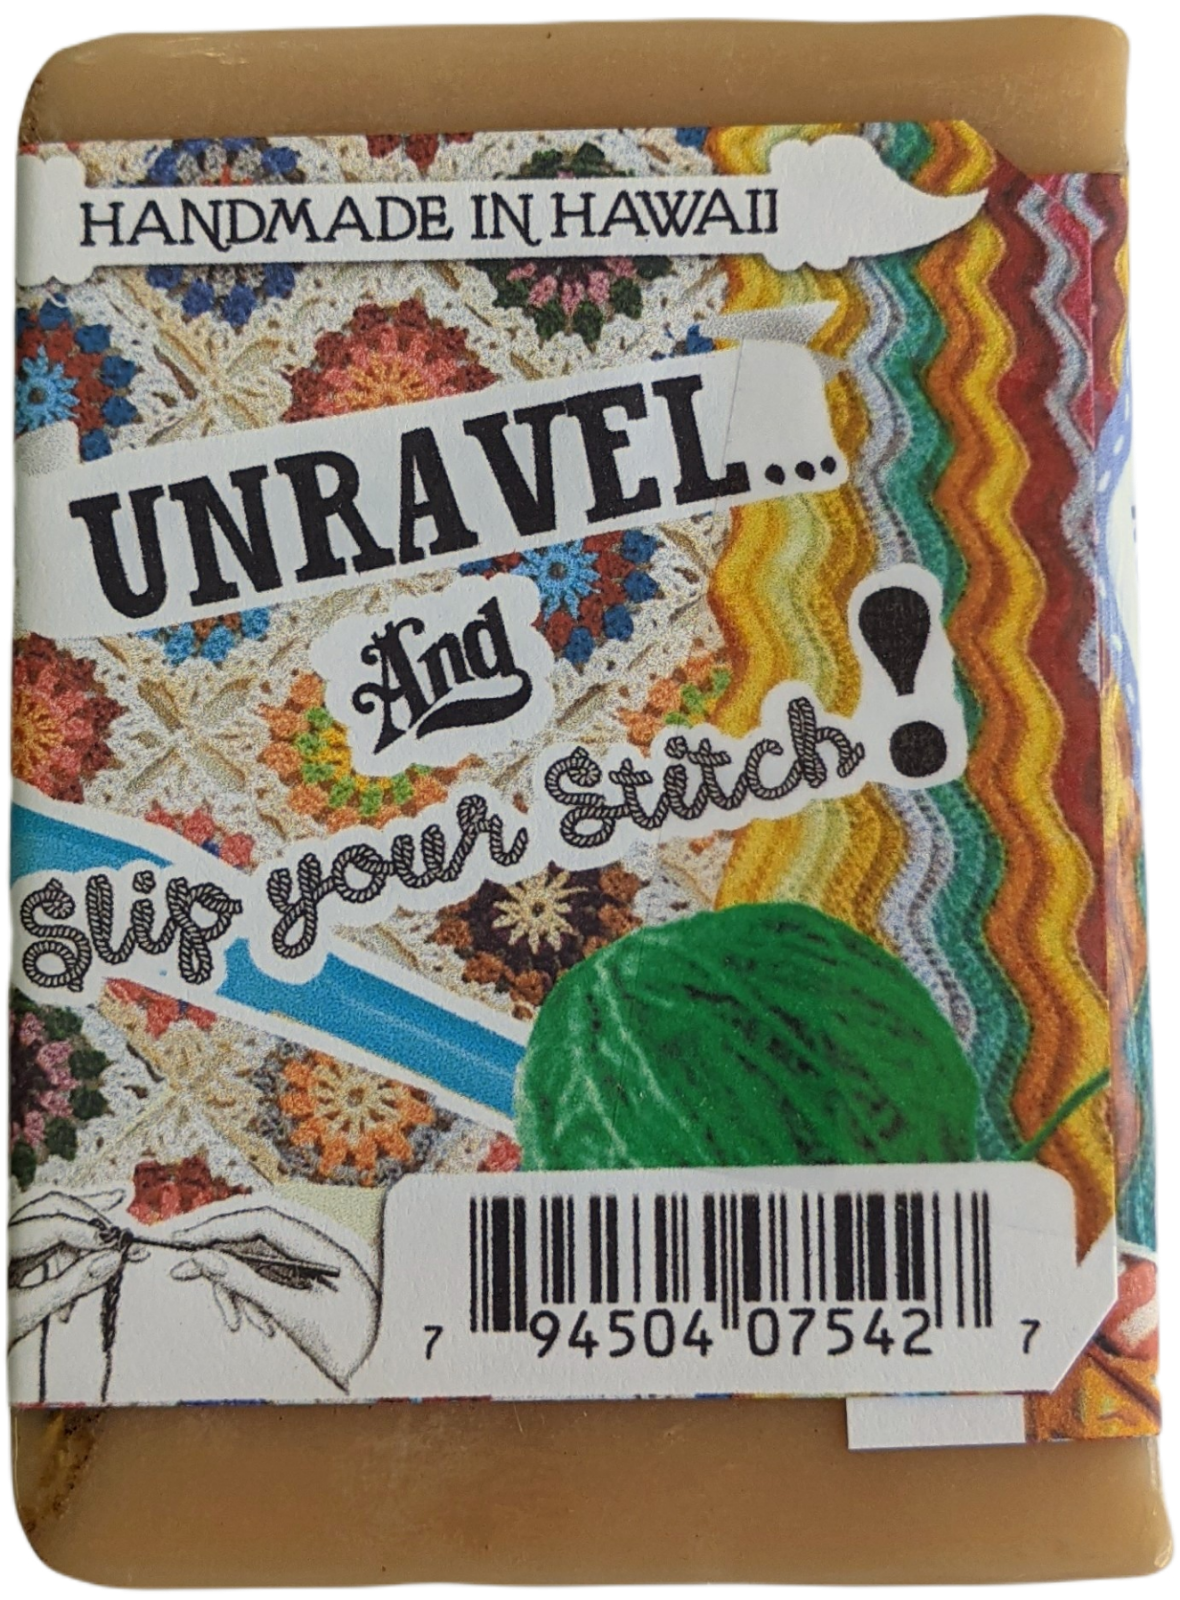 HANDMADE IN HAWAII
UNRAVEL...
And
Slip your Stitch!
7 94504 07542 7